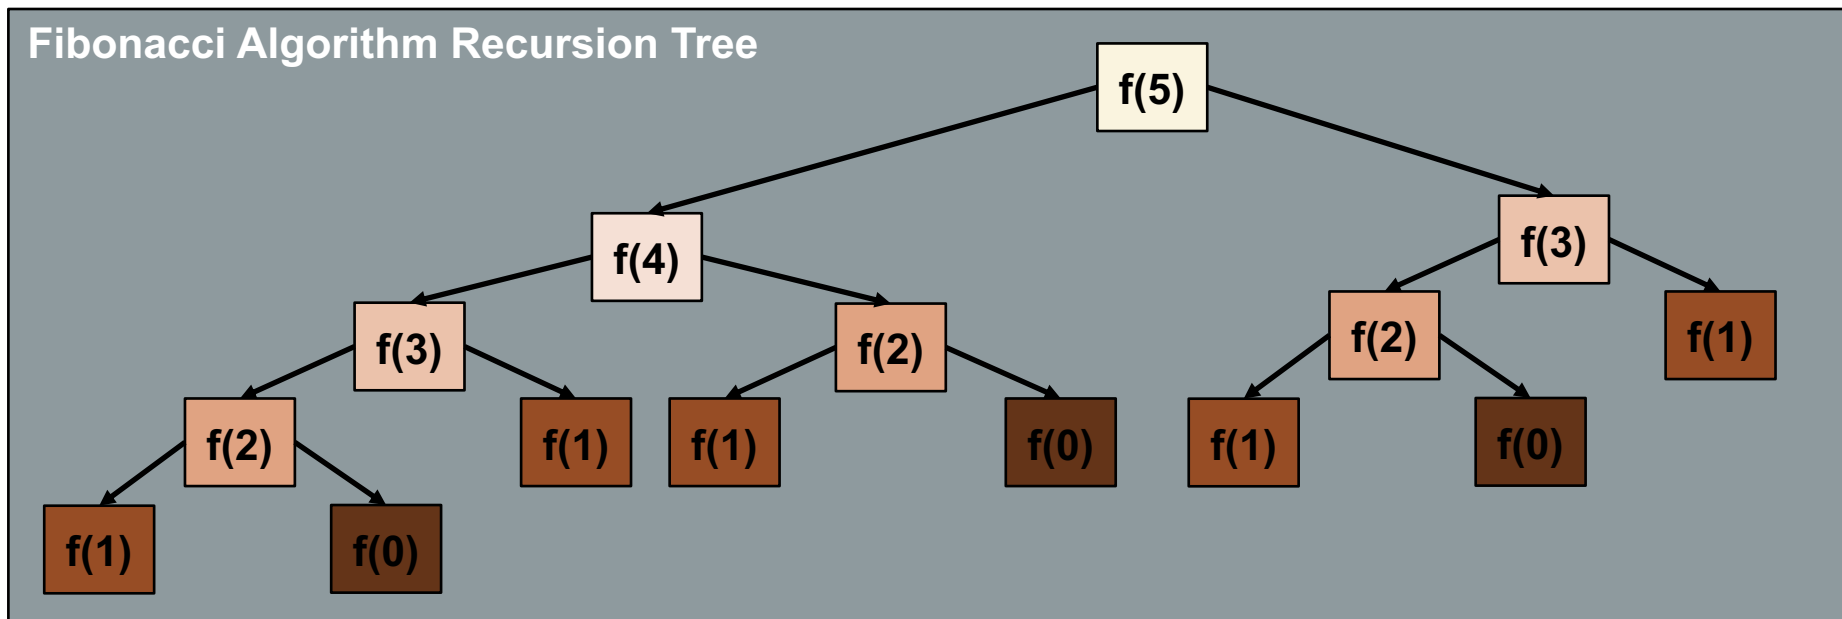 Fibonacci Algorithm Recursion Tree
f(5)
f(4)
f(3)
f(3)
f(2)
f(2)
f(1)
f(2)
f(1)
f(1)
f(0)
f(1)
f(0)
f(1)
f(0)